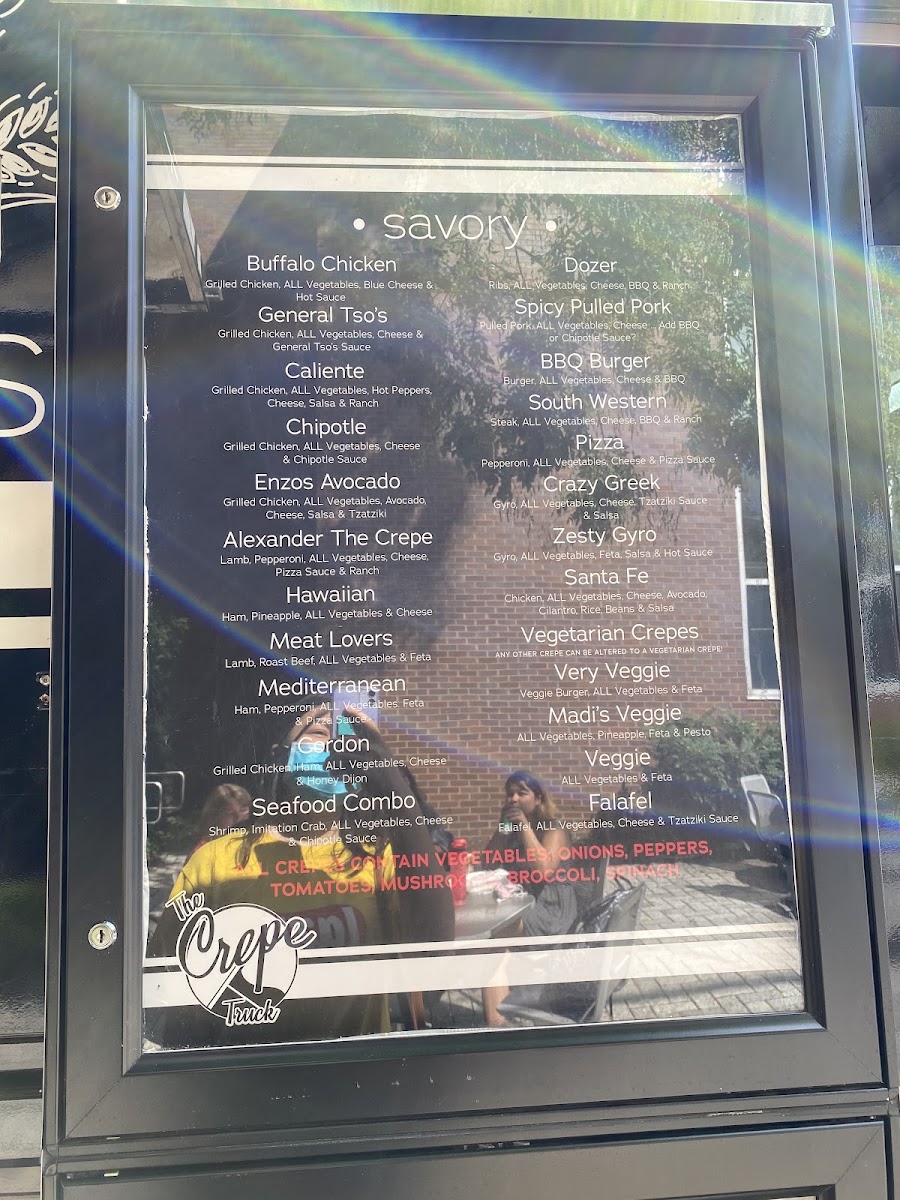 • savory •
Buffalo Chicken
Grilled Chicken, ALL Vegetables, Blue Cheese &
Hot Sauce
General Tso's
Grilled Chicken, ALL Vegetables, Cheese &
General Tso's Sauce
Caliente
Grilled Chicken, ALL Vegetables, Hot Peppers,
Cheese, Salsa & Ranch
Chipotle
Grilled Chicken, ALL Vegetables, Cheese
& Chipotle Sauce
Enzos Avocado
Grilled Chicken, ALL Vegetables, Avocado,
Cheese, Salsa & Tzatziki
Alexander The Crepe
Lamb, Pepperoni, ALL Vegetables, Cheese,
Pizza Sauce & Ranch
Hawaiian
Ham, Pineapple, ALL Vegetables & Cheese
Meat Lovers
Lamb, Roast Beef, ALL Vegetables & Feta
Mediterranean
Ham, Pepperoni, ALL Vegetables. Feta
& Pizza Sauce
Gordon
Grilled Chicken, Ham, ALL Vegetables, Cheese
& Honey Dijon
Seafood Combo
Shrimp, Imitation Crab, ALL Vegetables, Cheese
& Chipotle Sauce
Dozer
Ribs, ALL Vegetables, Cheese, BBQ & Ranch
Spicy Pulled Pork
Pulled Pork, ALL Vegetables, Cheese ... Add BBQ
or Chipotle Sauce?
BBQ Burger
Burger, ALL Vegetables, Cheese & BBQ
South Western
Steak, ALL Vegetables, Cheese, BBQ & Ranch
Pizza
Pepperoni, ALL Vegetables, Cheese & Pizza Sauce
Crazy Greek
Gyro, ALL Vegetables, Cheese, Tzatziki Sauce
& Salsa
Zesty Gyro
Gyro, ALL Vegetables, Feta, Salsa & Hot Sauce
Santa Fe
Chicken, ALL Vegetables, Cheese, Avocado,
Cilantro, Rice, Beans & Salsa
Vegetarian Crepes
ANY OTHER CREPE CAN BE ALTERED TO A VEGETARIAN CREPE!
Very Veggie
Veggie Burger, ALL Vegetables & Feta
Madi's Veggie
ALL Vegetables, Pineapple, Feta & Pesto
Veggie
ALL Vegetables & Feta
Falafel
Falafel, ALL Vegetables, Cheese & Tzatziki Sauce
ALL CREPES CONTAIN VEGETABLES: ONIONS, PEPPERS,
TOMATOES, MUSHROOMS, BROCCOLI, SPINACH
The
Crepe
Truck
S